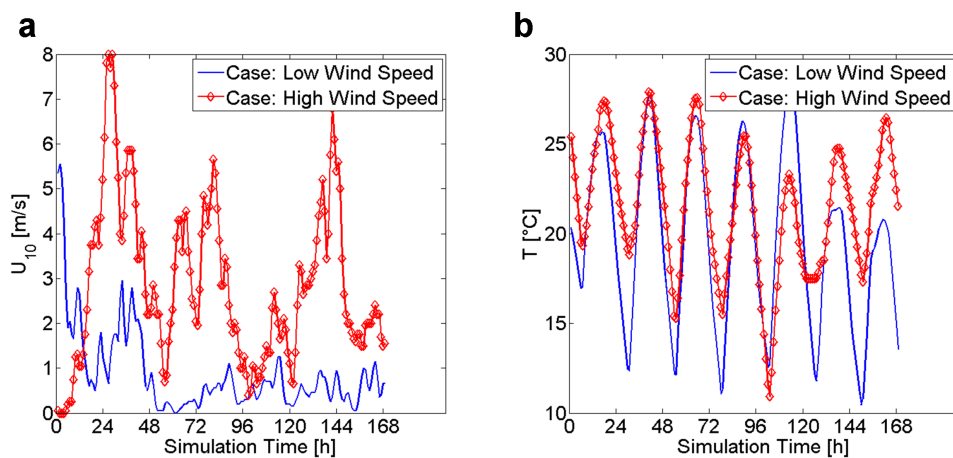 a
b
8
7
6
5
4
3
2
1
0
U10 [m/s]
Case: Low Wind Speed
Case: High Wind Speed
0 24 48 72 96 120 144 168
Simulation Time [h]
30
25
20
15
10
T [°C]
Case: Low Wind Speed
Case: High Wind Speed
0 24 48 72 96 120 144 168
Simulation Time [h]